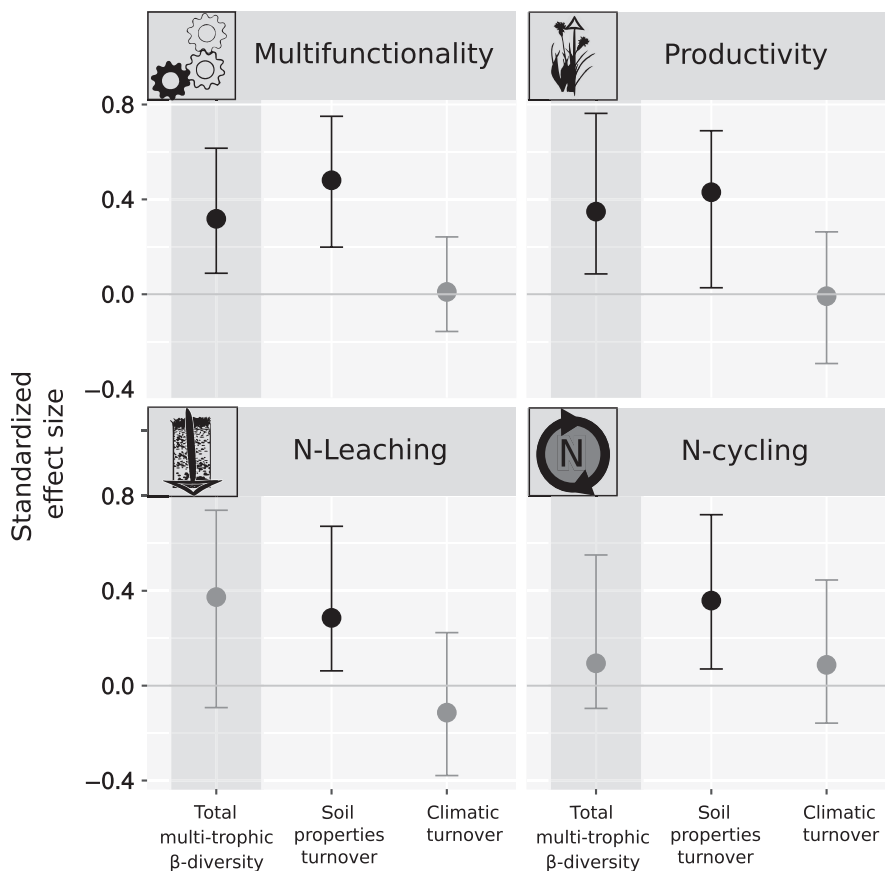 Multifunctionality
Productivity
0.8
0.4
0.0
−0.4
Standardized
effect size
N-Leaching
N
N-cycling
0.8
0.4
0.0
−0.4
Total
multi-trophic
β-diversity
Soil
properties
turnover
Climatic
turnover
Total
multi-trophic
β-diversity
Soil
properties
turnover
Climatic
turnover